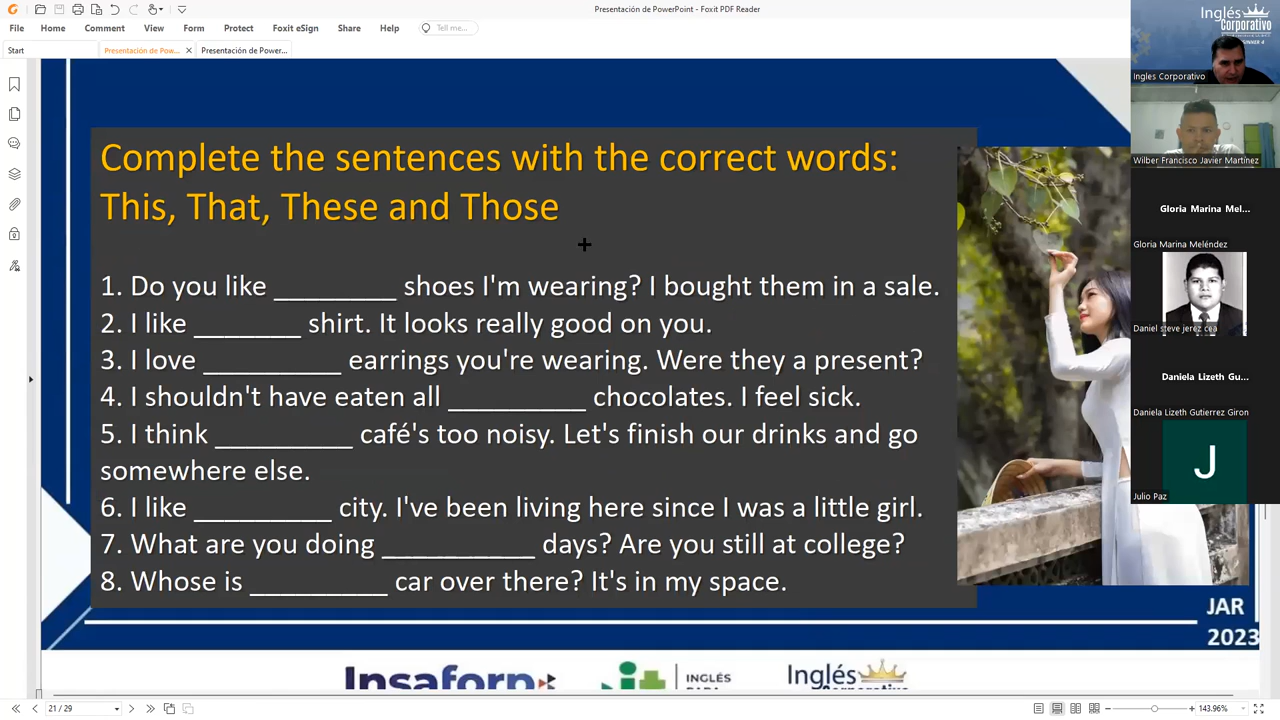 Presentación de PowerPoint - Foxit PDF Reader
File Home Comment View Form Protect Foxit eSign Share Help Tell me...
Start Presentación de Pow... Presentación de Power...
Complete the sentences with the correct words:
This, That, These and Those
1. Do you like ________ shoes I'm wearing? I bought them in a sale.
2. I like _______ shirt. It looks really good on you.
3. I love _________ earrings you're wearing. Were they a present?
4. I shouldn't have eaten all _________ chocolates. I feel sick.
5. I think _________ café's too noisy. Let's finish our drinks and go
somewhere else.
6. I like _________ city. I've been living here since I was a little girl.
7. What are you doing __________ days? Are you still at college?
8. Whose is _________ car over there? It's in my space.
JAR
2023
Insaforp
INGLÉS
Inglés
Corporativo
Inglés
Corporativo
Ingles Corporativo
Wilber Francisco Javier Martínez
Gloria Marina Mel...
Gloria Marina Meléndez
Daniel steve jerez cea
Daniela Lizeth Gu...
Daniela Lizeth Gutierrez Giron
J
Julio Paz
21 / 29
143.96%